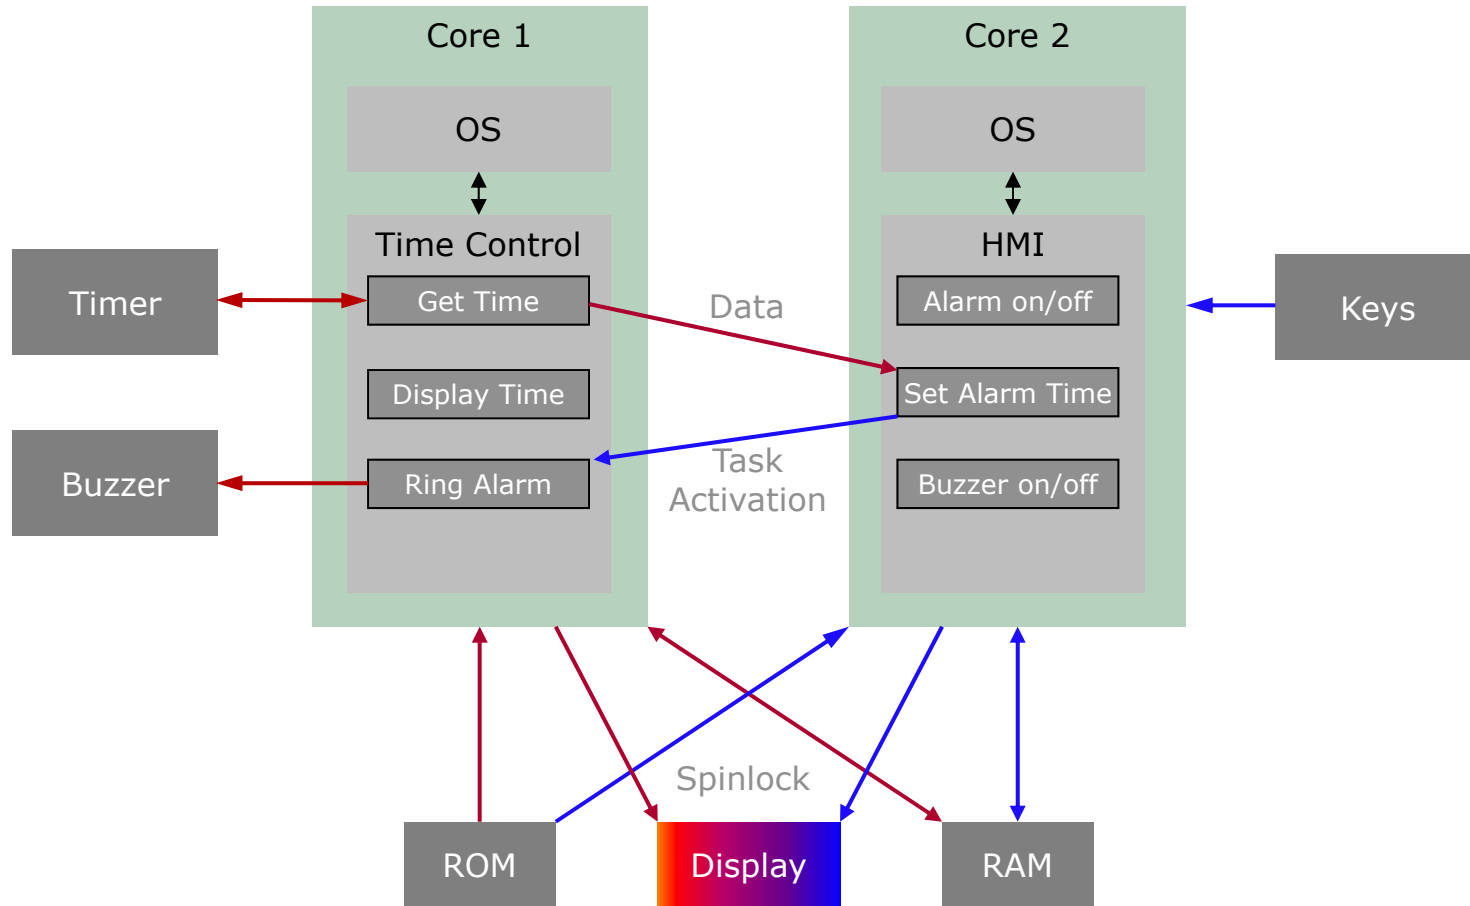 Core 1
Core 2
OS
OS
Time Control
HMI
Timer
Get Time
Data
Alarm on/off
Keys
Display Time
Set Alarm Time
Buzzer
Ring Alarm
Task
Activation
Buzzer on/off
Spinlock
ROM
Display
RAM